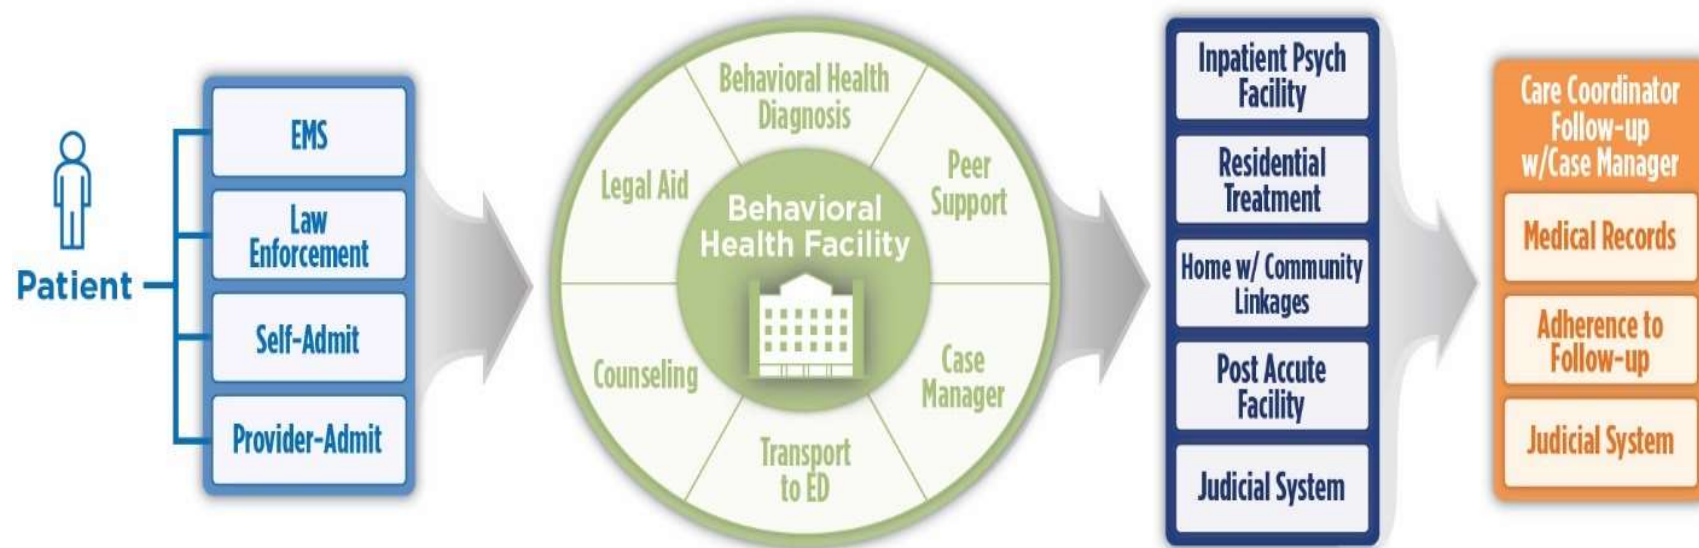 Patient
EMS
Law
Enforcement
Self-Admit
Provider-Admit
Behavioral Health
Diagnosis
Legal Aid
Peer
Support
Behavioral
Health Facility
Counseling
Case
Manager
Transport
to ED
Inpatient Psych
Facility
Residential
Treatment
Home w/ Community
Linkages
Post Accute
Facility
Judicial System
Care Coordinator
Follow-up
w/Case Manager
Medical Records
Adherence to
Follow-up
Judicial System